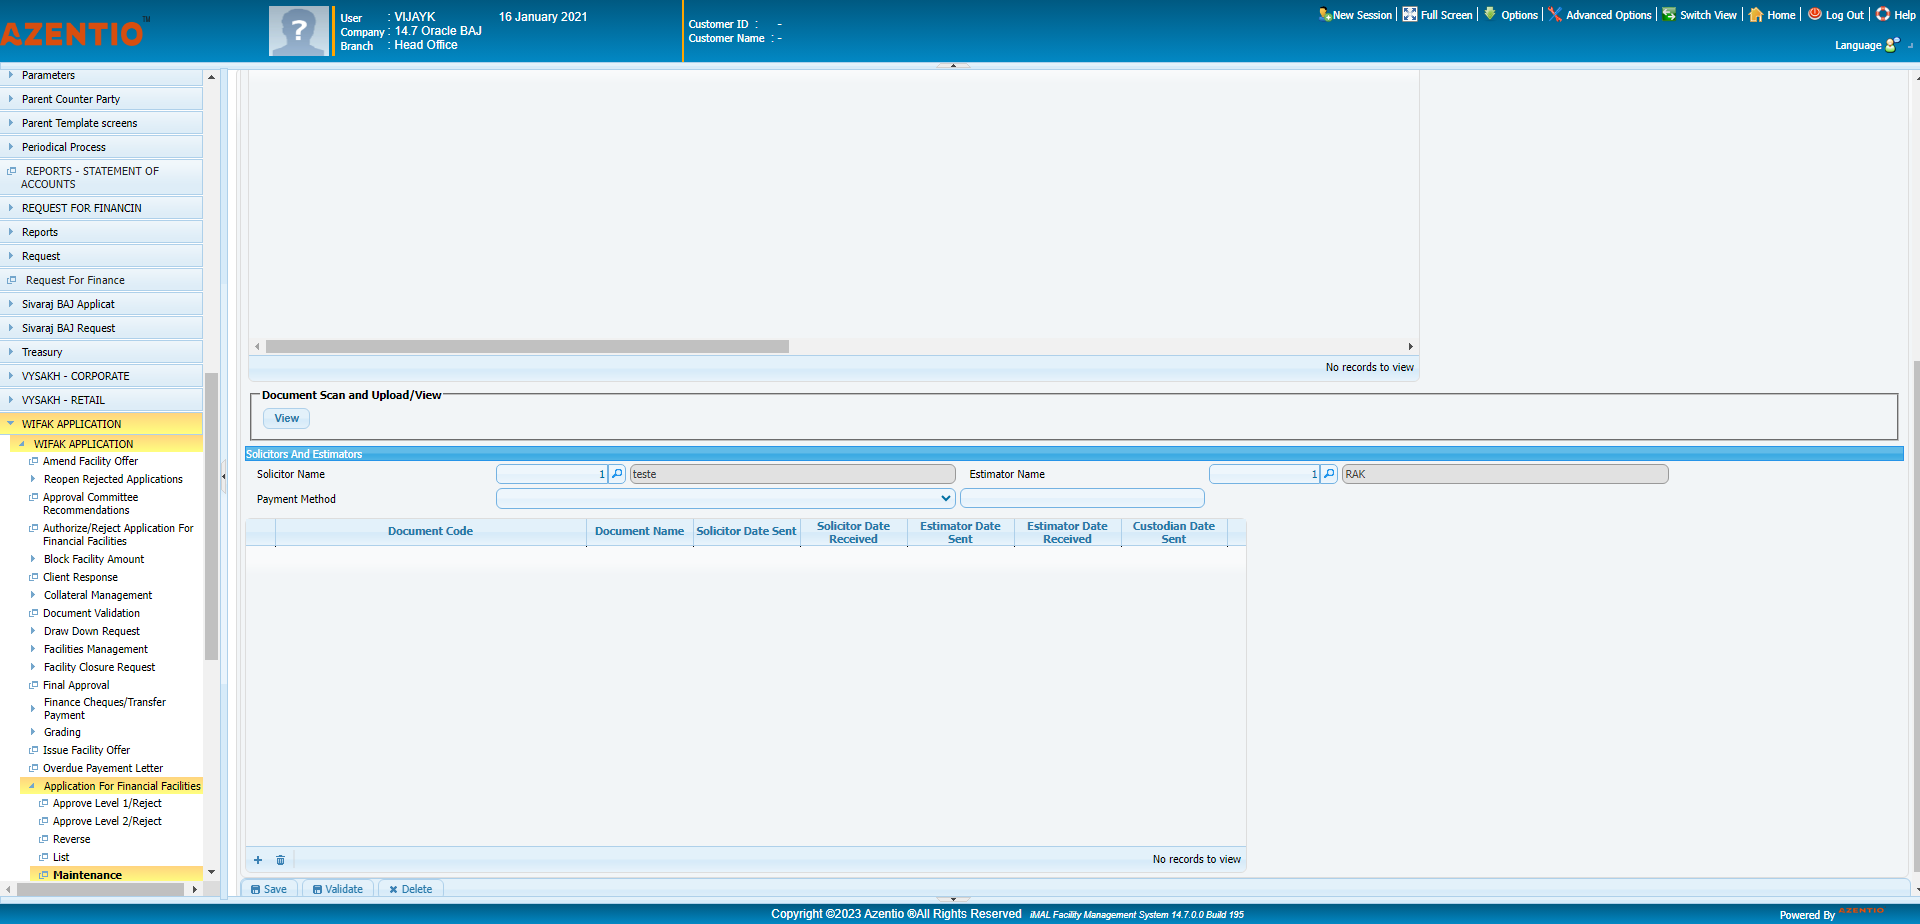 AZENTIO™
User : VIJAYK 16 January 2021
Company : 14.7 Oracle BAJ
Branch : Head Office
Customer ID : -
Customer Name : -
New Session Full Screen Options Advanced Options Switch View Home Log Out Help
Language
Parameters
Parent Counter Party
Parent Template screens
Periodical Process
REPORTS - STATEMENT OF
ACCOUNTS
REQUEST FOR FINANCIN
Reports
Request
Request For Finance
Sivaraj BAJ Applicat
Sivaraj BAJ Request
Treasury
VYSAKH - CORPORATE
VYSAKH - RETAIL
WIFAK APPLICATION
WIFAK APPLICATION
Amend Facility Offer
Reopen Rejected Applications
Approval Committee
Recommendations
Authorize/Reject Application For
Financial Facilities
Block Facility Amount
Client Response
Collateral Management
Document Validation
Draw Down Request
Facilities Management
Facility Closure Request
Final Approval
Finance Cheques/Transfer
Payment
Grading
Issue Facility Offer
Overdue Payement Letter
Application For Financial Facilities
Approve Level 1/Reject
Approve Level 2/Reject
Reverse
List
Maintenance
No records to view
Document Scan and Upload/View
View
Solicitors And Estimators
Solicitor Name 1 teste Estimator Name 1 RAK
Payment Method
Document Code Document Name Solicitor Date Sent Solicitor Date Received Estimator Date Sent Estimator Date Received Custodian Date Sent
No records to view
Save Validate Delete
Copyright ©2023 Azentio ®All Rights Reserved iMAL Facility Management System 14.7.0.0 Build 195
Powered By AZENTIO